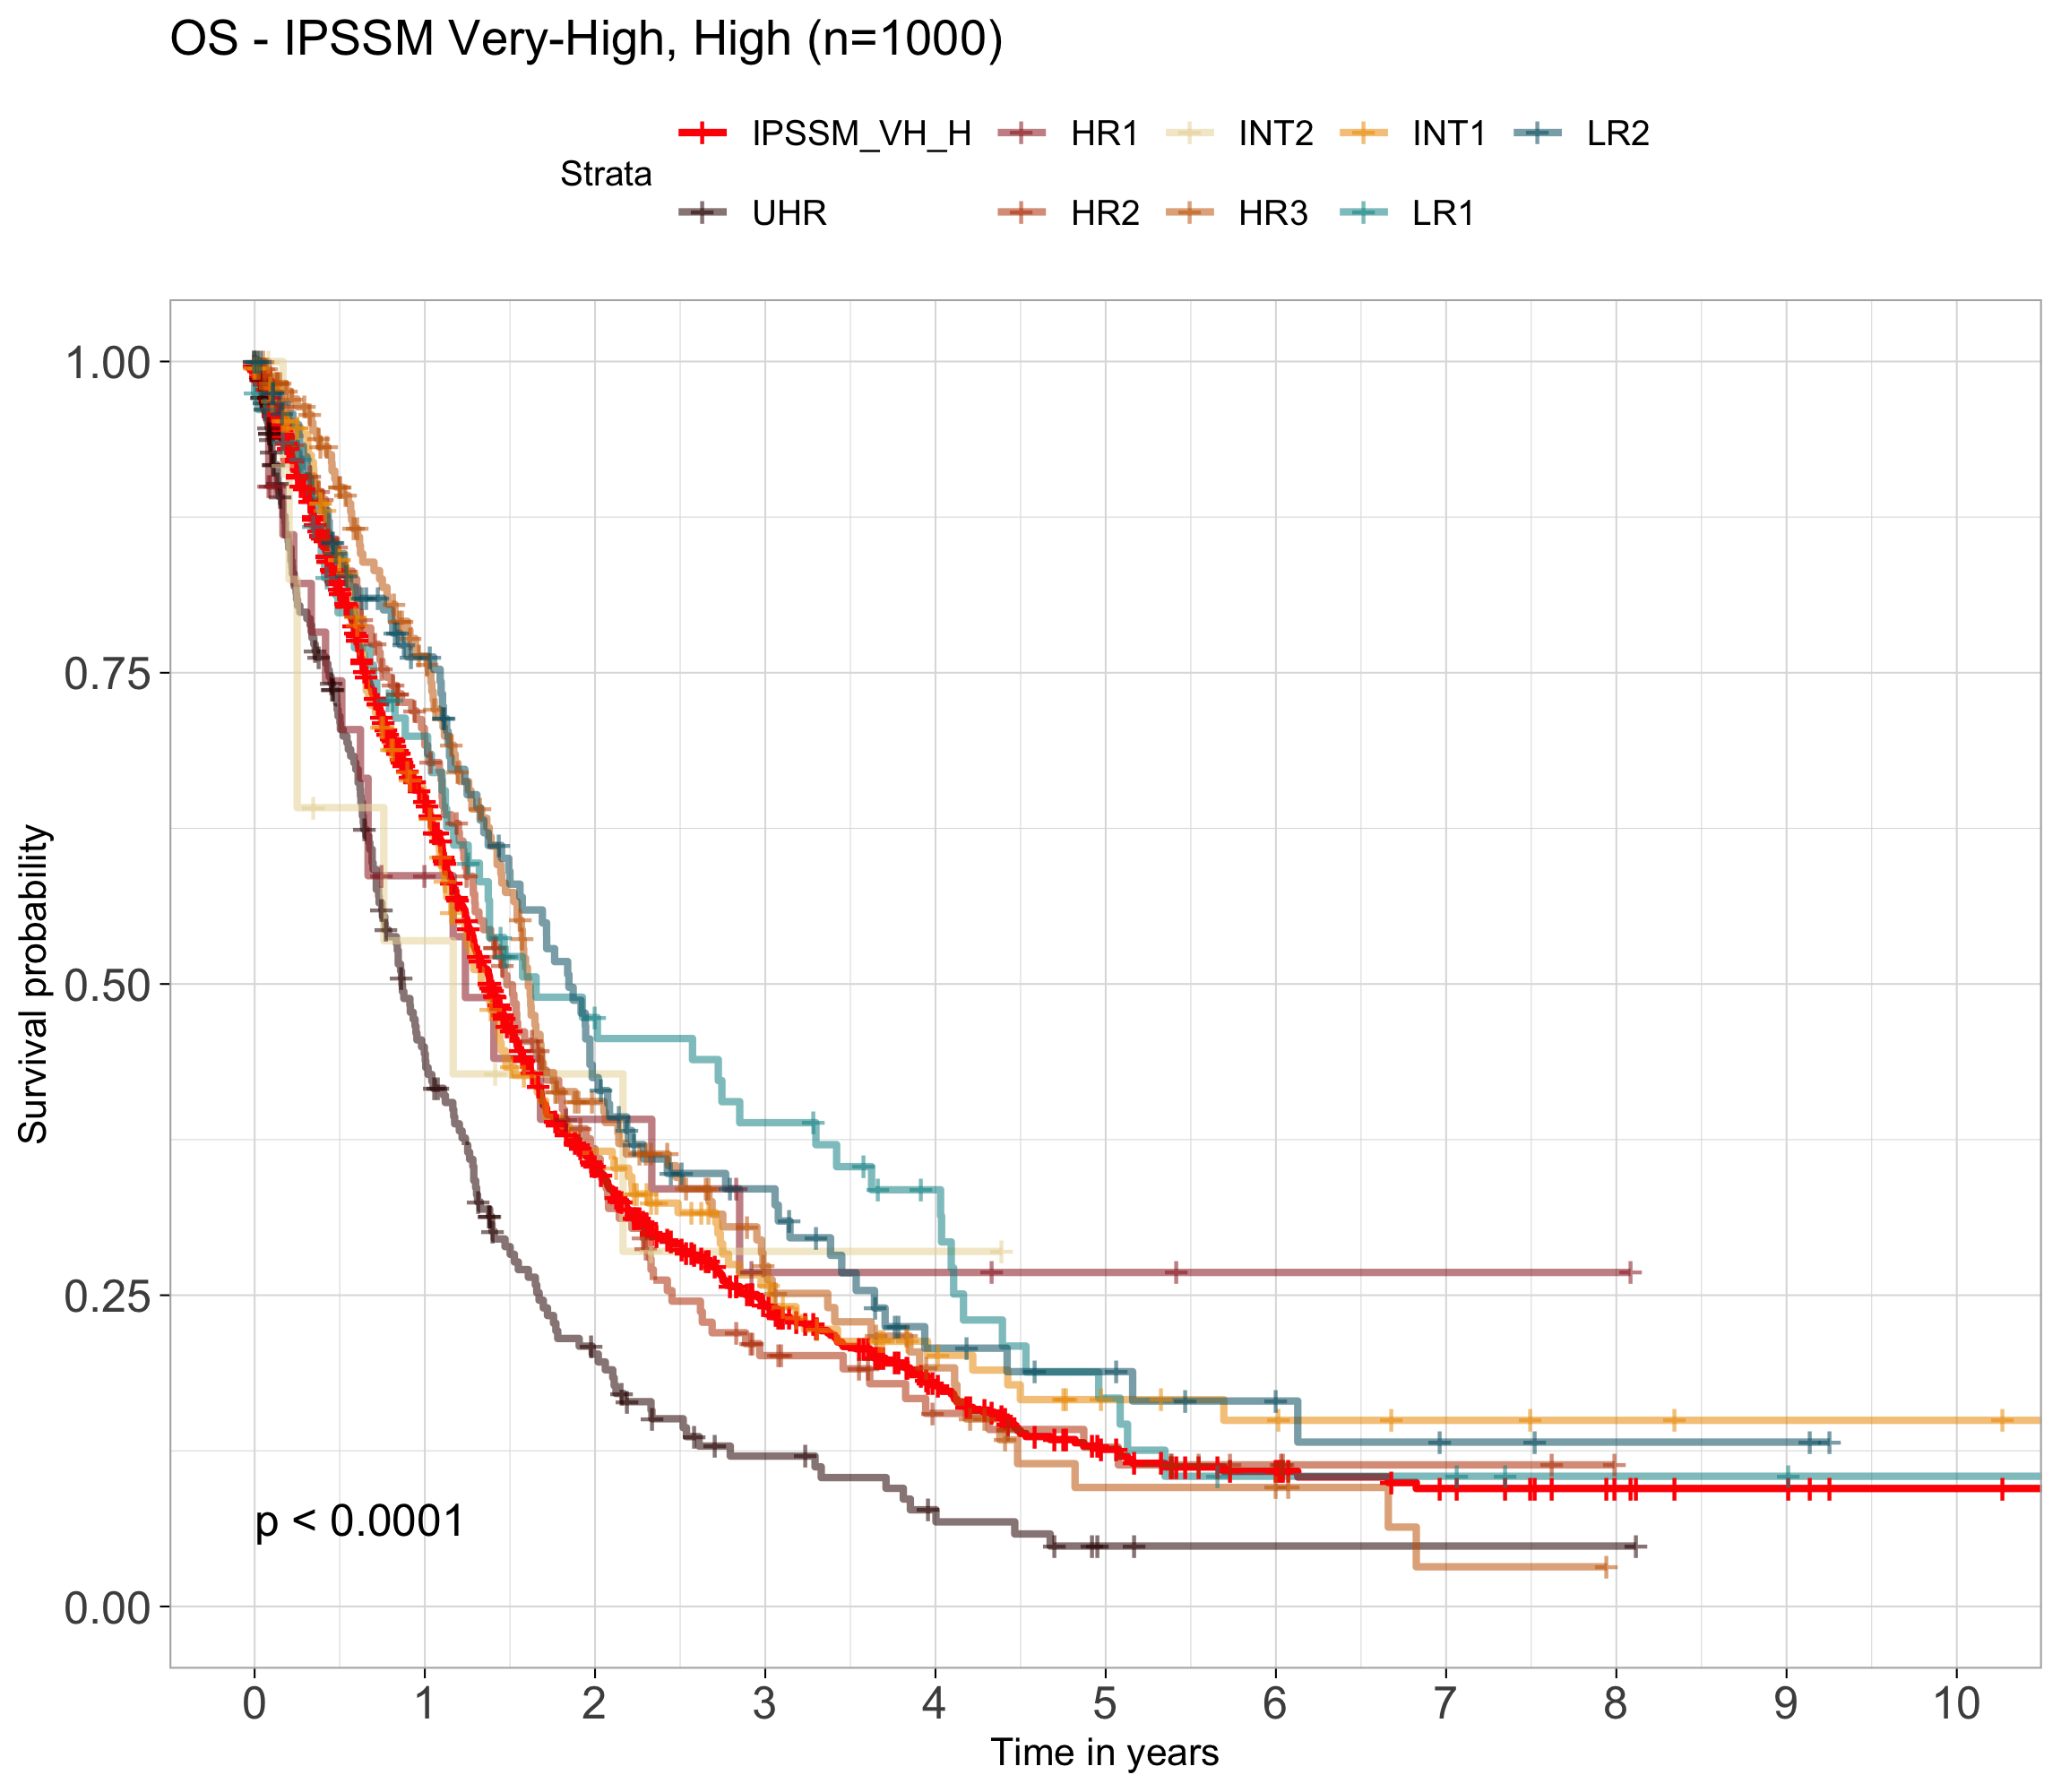 OS - IPSSM Very-High, High (n=1000)
Strata
IPSSM_VH_H HR1 INT2 INT1 LR2
UHR HR2 HR3 LR1
Survival probability
1.00
0.75
0.50
0.25
0.00
p < 0.0001
0 1 2 3 4 5 6 7 8 9 10
Time in years